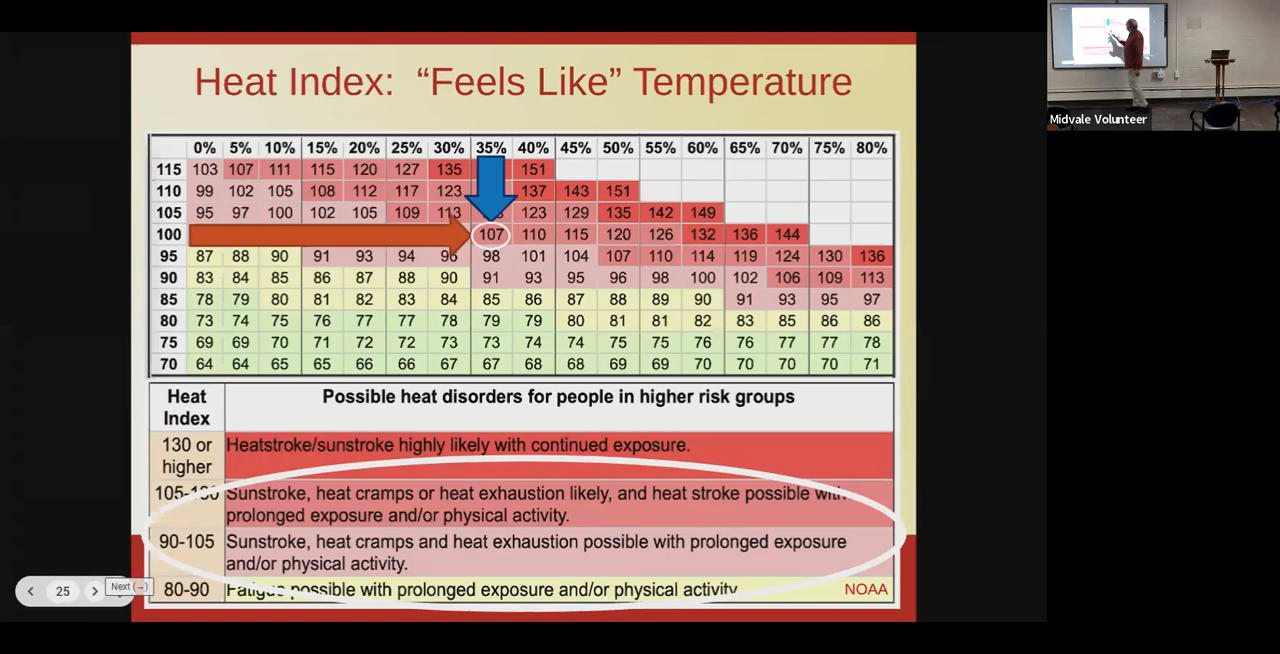 Midvale Volunteer
Heat Index: “Feels Like” Temperature
0% 5% 10% 15% 20% 25% 30% 35% 40% 45% 50% 55% 60% 65% 70% 75% 80%
115 103 107 111 115 120 127 135 151
110 99 102 105 108 112 117 123 137 143 151
105 95 97 100 102 105 109 113 123 129 135 142 149
100 107 110 115 120 126 132 136 144
95 87 88 90 91 93 94 96 98 101 104 107 110 114 119 124 130 136
90 83 84 85 86 87 88 90 91 93 95 96 98 100 102 106 109 113
85 78 79 80 81 82 83 84 85 86 87 88 89 90 91 93 95 97
80 73 74 75 76 77 77 78 79 79 80 81 81 82 83 85 86 86
75 69 69 70 71 72 72 73 73 74 74 75 75 76 76 77 77 78
70 64 64 65 65 66 66 67 67 68 68 69 69 70 70 70 70 71
Heat Index Possible heat disorders for people in higher risk groups
130 or higher Heatstroke/sunstroke highly likely with continued exposure.
105-130 Sunstroke, heat cramps or heat exhaustion likely, and heat stroke possible with
prolonged exposure and/or physical activity.
90-105 Sunstroke, heat cramps and heat exhaustion possible with prolonged exposure
and/or physical activity.
80-90 Fatigue possible with prolonged exposure and/or physical activity
NOAA
25
Next (→)